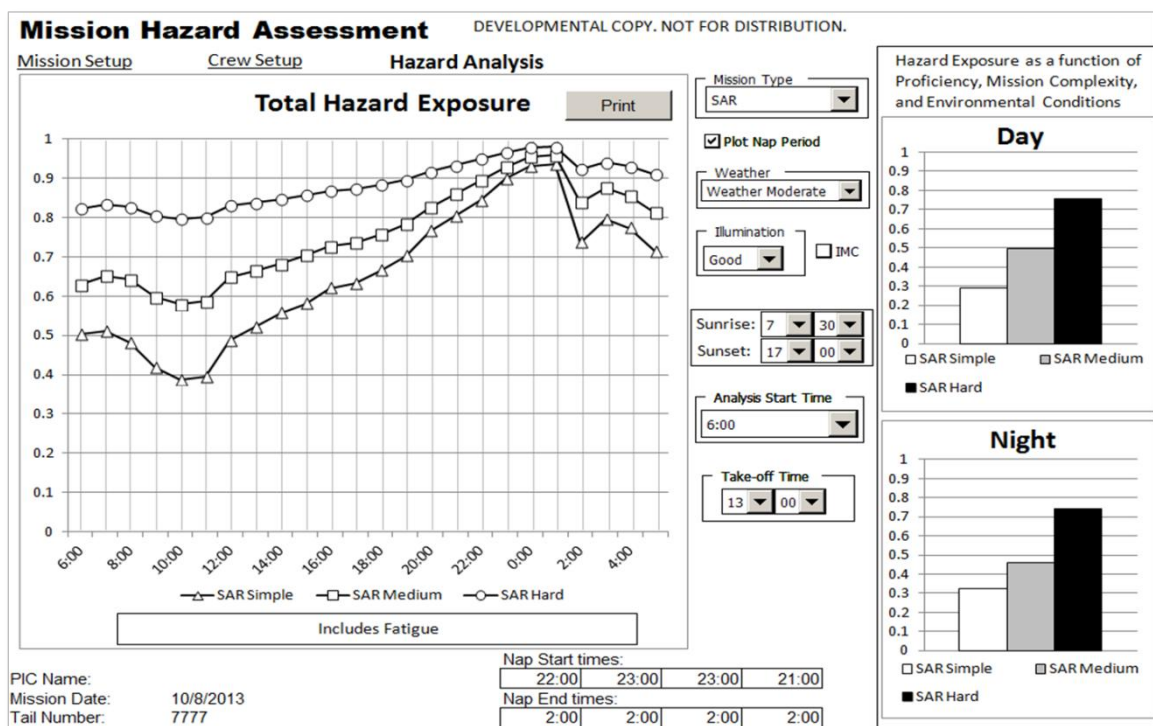 Mission Hazard Assessment
DEVELOPMENTAL COPY. NOT FOR DISTRIBUTION.
Mission Setup
Crew Setup
Hazard Analysis
Total Hazard Exposure
Print
1
0.9
0.8
0.7
0.6
0.5
0.4
0.3
0.2
0.1
0
6:00
8:00
10:00
12:00
14:00
16:00
18:00
20:00
22:00
0:00
2:00
4:00
SAR Simple
SAR Medium
SAR Hard
Includes Fatigue
Mission Type
SAR
Plot Nap Period
Weather
Weather Moderate
Illumination
Good
IMC
Sunrise: 7 30
Sunset: 17 00
Analysis Start Time
6:00
Take-off Time
13 00
Hazard Exposure as a function of
Proficiency, Mission Complexity,
and Environmental Conditions
Day
1
0.9
0.8
0.7
0.6
0.5
0.4
0.3
0.2
0.1
0
SAR Simple
SAR Medium
SAR Hard
Night
1
0.9
0.8
0.7
0.6
0.5
0.4
0.3
0.2
0.1
0
SAR Simple
SAR Medium
SAR Hard
PIC Name:
Mission Date: 10/8/2013
Tail Number: 7777
Nap Start times:
22:00 23:00 23:00 21:00
Nap End times:
2:00 2:00 2:00 2:00